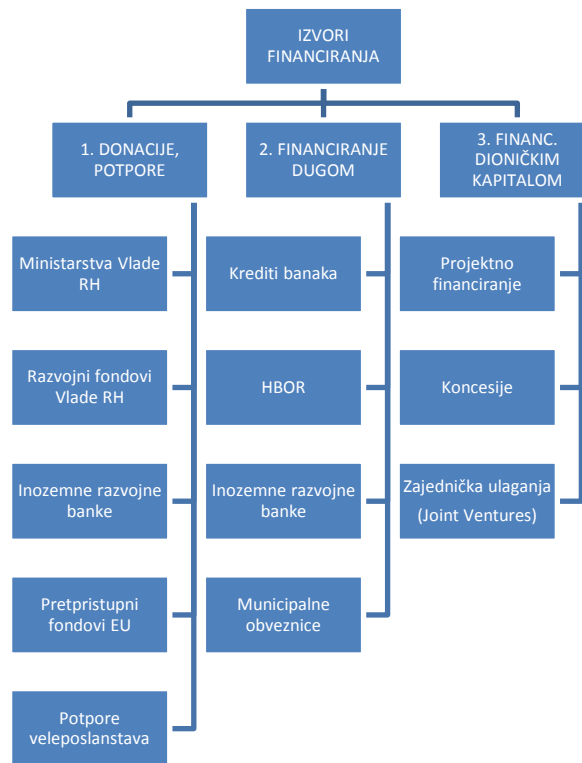 IZVORI
FINANCIRANJA
1. DONACIJE,
POTPORE
2. FINANCIRANJE
DUGOM
3. FINANC.
DIONIČKIM
KAPITALOM
Ministarstva Vlade
RH
Razvojni fondovi
Vlade RH
Inozemne razvojne
banke
Pretpristupni
fondovi EU
Potpore
veleposlanstava
Krediti banaka
HBOR
Inozemne razvojne
banke
Municipalne
obveznice
Projektno
financiranje
Koncesije
Zajednička ulaganja
(Joint Ventures)